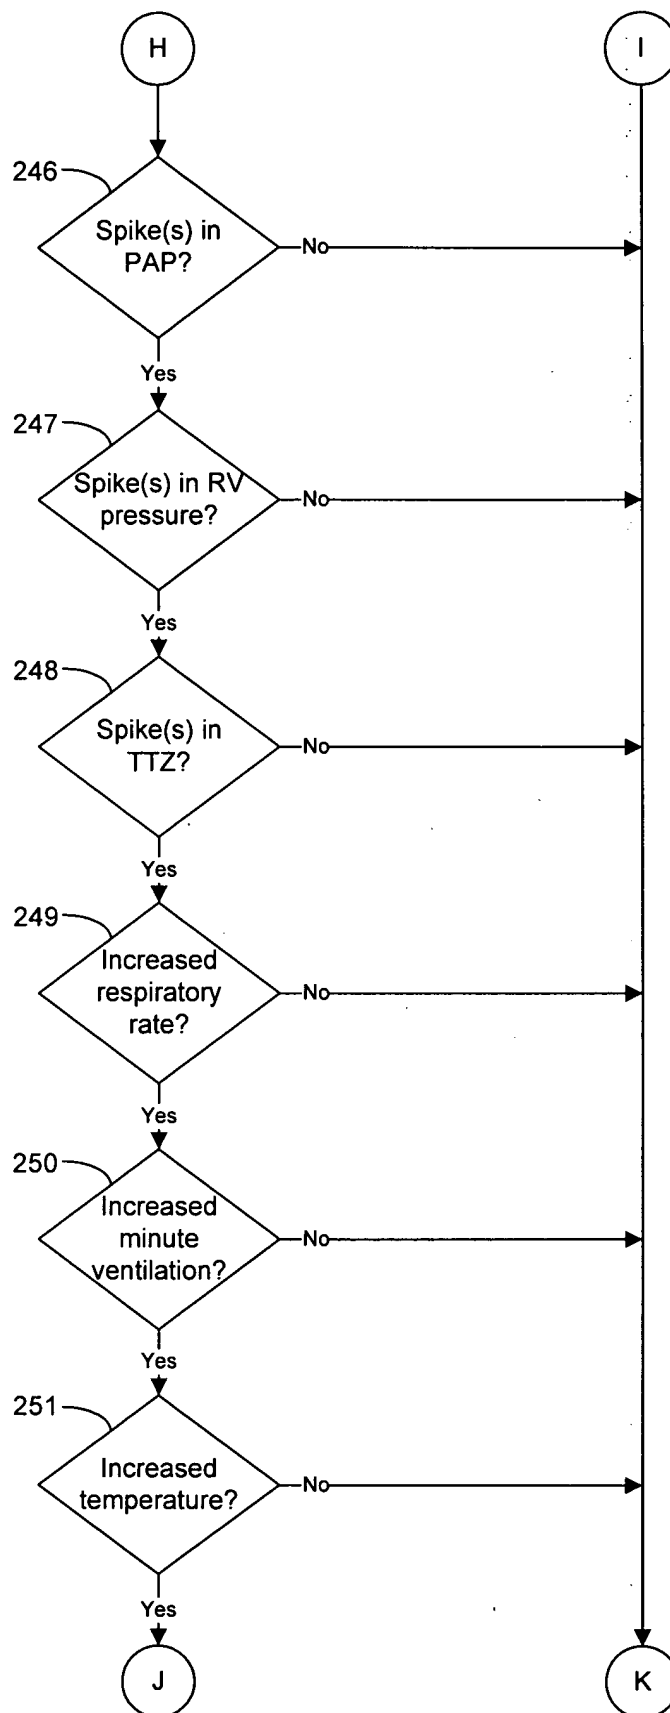 H
I
246
Spike(s) in
PAP?
No
Yes
247
Spike(s) in RV
pressure?
No
Yes
248
Spike(s) in
TTZ?
No
Yes
249
Increased
respiratory
rate?
No
Yes
250
Increased
minute
ventilation?
No
Yes
251
Increased
temperature?
No
Yes
J
K